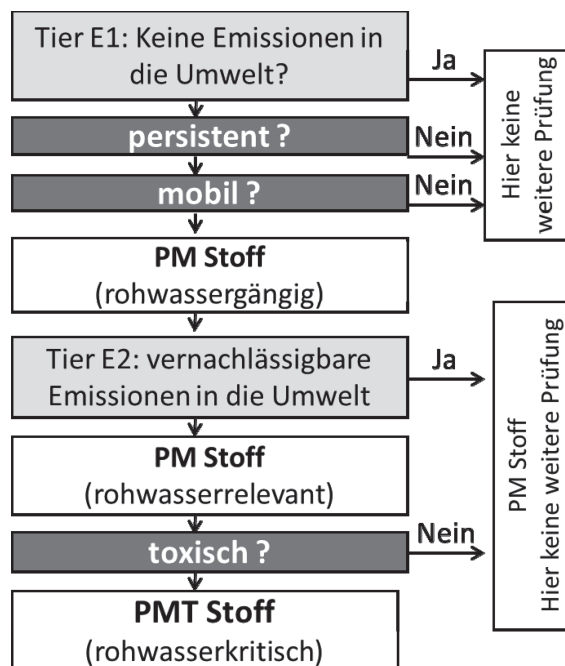 Tier E1: Keine Emissionen in
die Umwelt?
Ja
persistent ?
Nein
mobil ?
Nein
Hier keine
weitere Prüfung
PM Stoff
(rohwassergängig)
Tier E2: vernachlässigbare
Emissionen in die Umwelt
Ja
PM Stoff
(rohwasserrelevant)
toxisch ?
Nein
PM Stoff
Hier keine weitere Prüfung
PMT Stoff
(rohwasserkritisch)